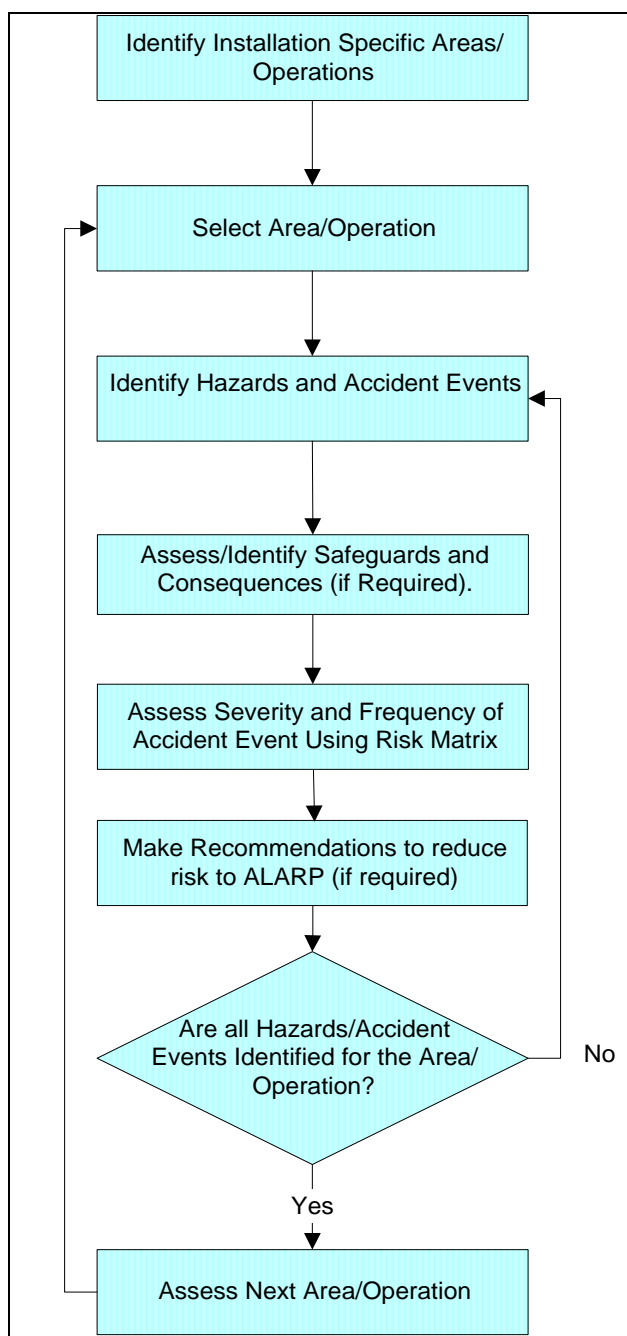 Identify Installation Specific Areas/
Operations
Select Area/Operation
Identify Hazards and Accident Events
Assess/Identify Safeguards and
Consequences (if Required).
Assess Severity and Frequency of
Accident Event Using Risk Matrix
Make Recommendations to reduce
risk to ALARP (if required)
Are all Hazards/Accident
Events Identified for the Area/
Operation?
No
Yes
Assess Next Area/Operation